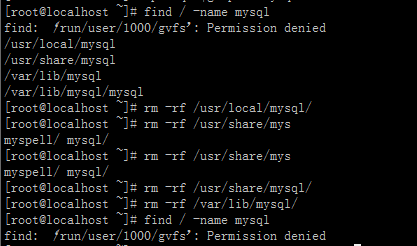 [root@localhost ~]# find / -name mysql
find: ‘/run/user/1000/gvfs’: Permission denied
/usr/local/mysql
/usr/share/mysql
/var/lib/mysql
/var/lib/mysql/mysql
[root@localhost ~]# rm -rf /usr/local/mysql/
[root@localhost ~]# rm -rf /usr/share/mys
myspell/ mysql/
[root@localhost ~]# rm -rf /usr/share/mys
myspell/ mysql/
[root@localhost ~]# rm -rf /usr/share/mysql/
[root@localhost ~]# rm -rf /var/lib/mysql/
[root@localhost ~]# find / -name mysql
find: ‘/run/user/1000/gvfs’: Permission denied